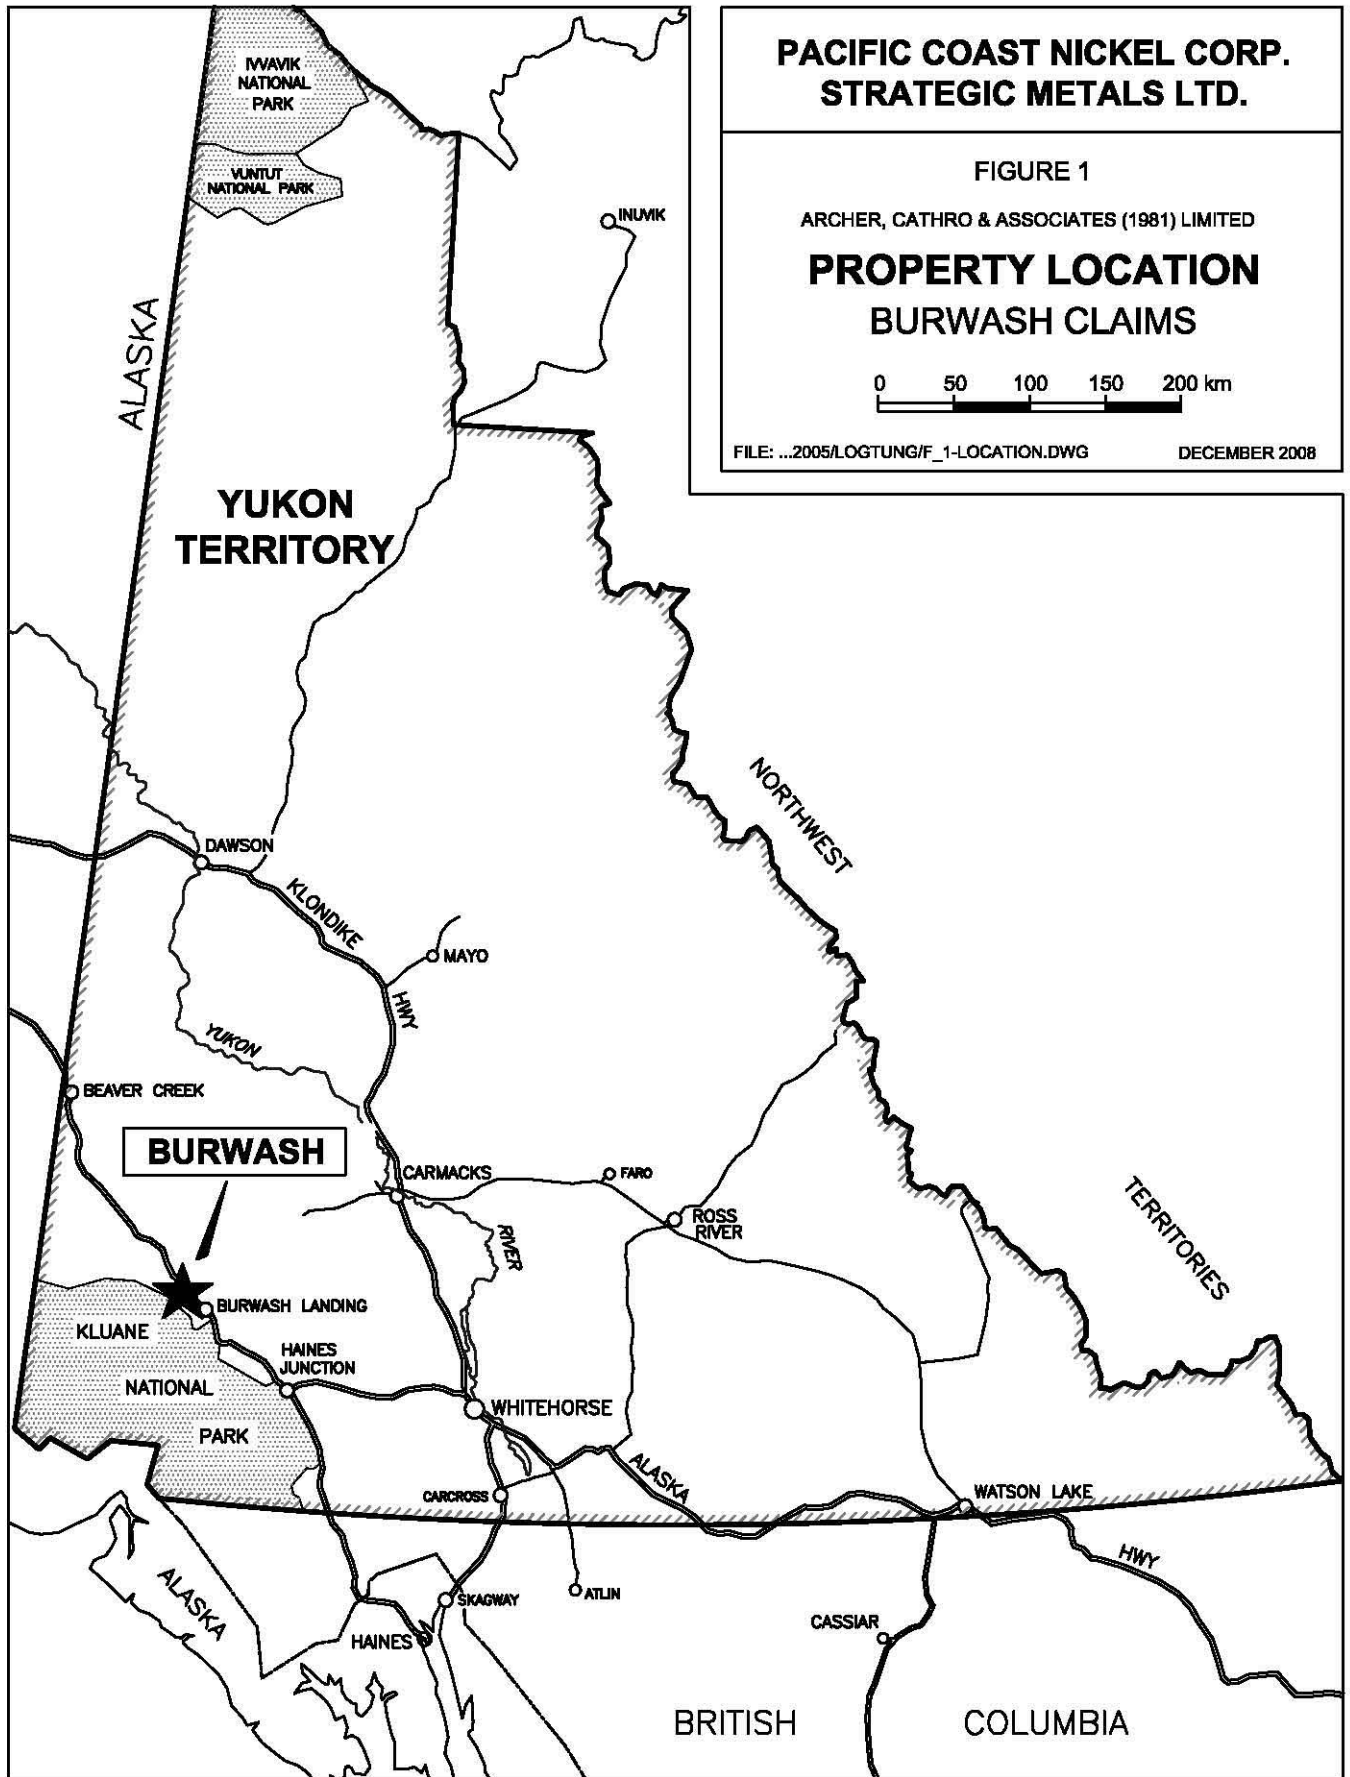 PACIFIC COAST NICKEL CORP.
STRATEGIC METALS LTD.
FIGURE 1
ARCHER, CATHRO & ASSOCIATES (1981) LIMITED
PROPERTY LOCATION
BURWASH CLAIMS
0 50 100 150 200 km
FILE: ...2005/LOGTUNG/F_1-LOCATION.DWG
DECEMBER 2008
IVVAVIK
NATIONAL
PARK
VUNTUT
NATIONAL PARK
INUVIK
ALASKA
YUKON
TERRITORY
NORTHWEST
DAWSON
KLONDIKE
MAYO
HWY
YUKON
BEAVER CREEK
BURWASH
CARMACKS
FARO
ROSS
RIVER
RIVER
TERRITORIES
BURWASH LANDING
KLUANE
HAINES
JUNCTION
NATIONAL
WHITEHORSE
PARK
ALASKA
CARCROSS
WATSON LAKE
HWY
ALASKA
SKAGWAY
ATLIN
CASSIAR
HAINES
BRITISH
COLUMBIA